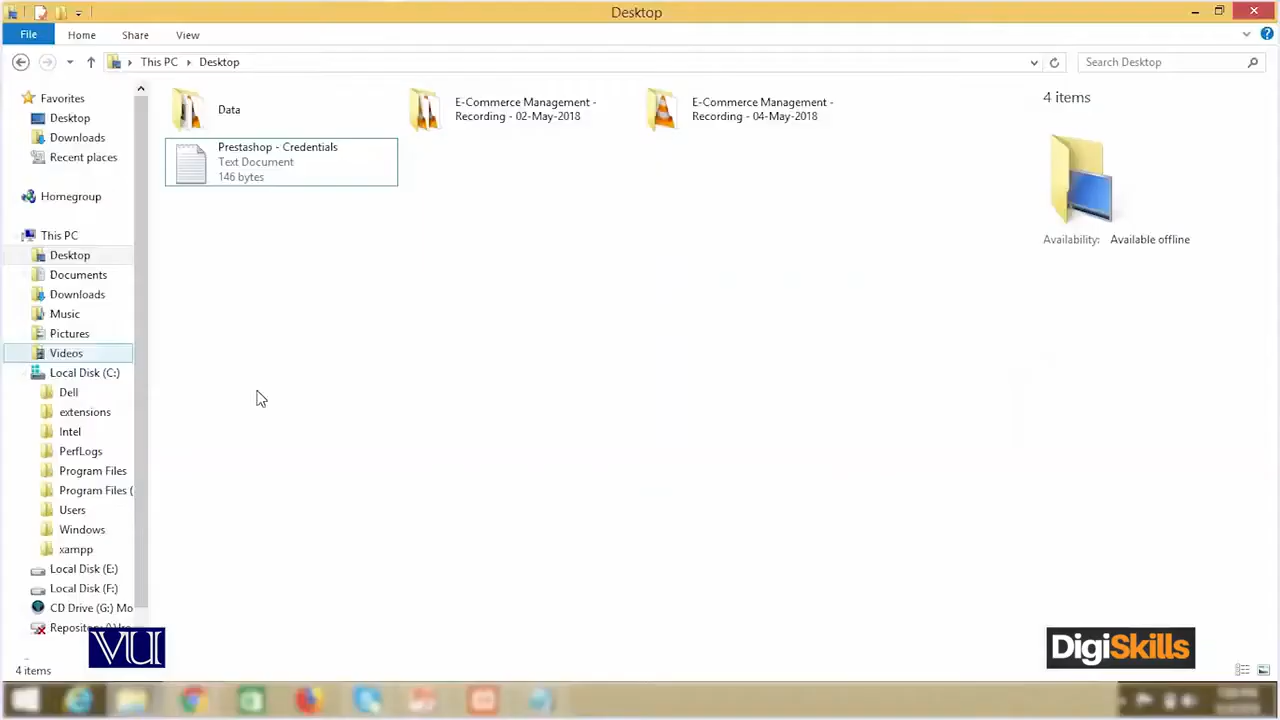 Desktop
File Home Share View
This PC Desktop
Search Desktop
Favorites
Desktop
Downloads
Recent places
Homegroup
This PC
Desktop
Documents
Downloads
Music
Pictures
Videos
Local Disk (C:)
Dell
extensions
Intel
PerfLogs
Program Files
Program Files (
Users
Windows
xampp
Local Disk (E:)
Local Disk (F:)
CD Drive (G:) Mo
4 items
Data
E-Commerce Management -
Recording - 02-May-2018
E-Commerce Management -
Recording - 04-May-2018
Prestashop - Credentials
Text Document
146 bytes
4 items
Availability: Available offline
VU
DigiSkills